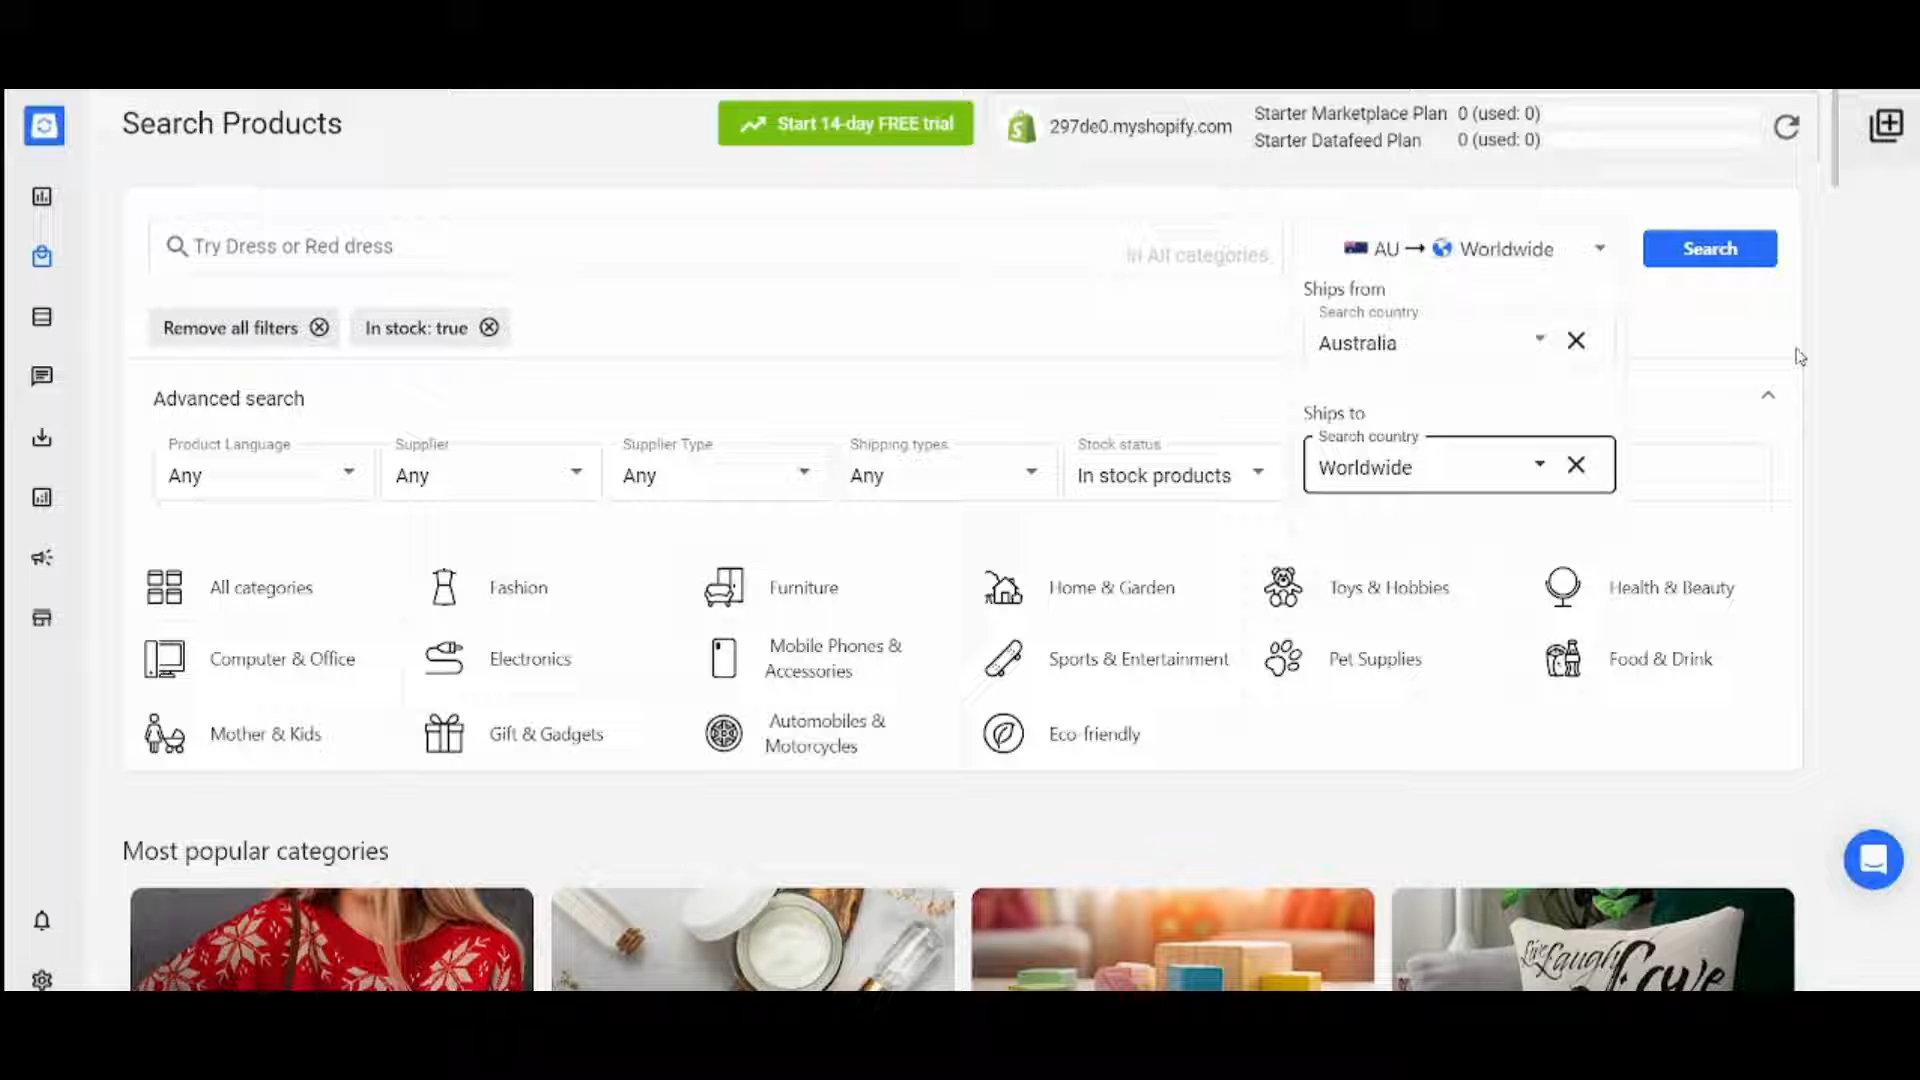 Search Products
Start 14-day FREE trial
297de0.myshopify.com
Starter Marketplace Plan 0 (used: 0)
Starter Datafeed Plan 0 (used: 0)
Try Dress or Red dress
In All categories
AU → Worldwide
Search
Ships from
Search country
Australia
Remove all filters
In stock: true
Advanced search
Ships to
Search country
Worldwide
Product Language
Any
Supplier
Any
Supplier Type
Any
Shipping types
Any
Stock status
In stock products
All categories
Fashion
Furniture
Home & Garden
Toys & Hobbies
Health & Beauty
Computer & Office
Electronics
Mobile Phones &
Accessories
Sports & Entertainment
Pet Supplies
Food & Drink
Mother & Kids
Gift & Gadgets
Automobiles &
Motorcycles
Eco-friendly
Most popular categories
Live Laugh Love